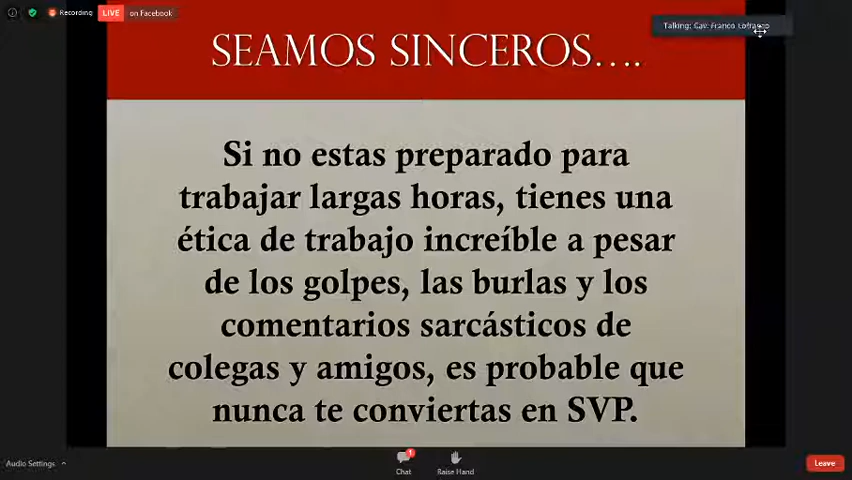 Recording LIVE on Facebook
Talking: Cav. Franco Lofranco
SEAMOS SINCEROS....
Si no estas preparado para
trabajar largas horas, tienes una
ética de trabajo increíble a pesar
de los golpes, las burlas y los
comentarios sarcásticos de
colegas y amigos, es probable que
nunca te conviertas en SVP.
Audio Settings
1
Chat
Raise Hand
Leave